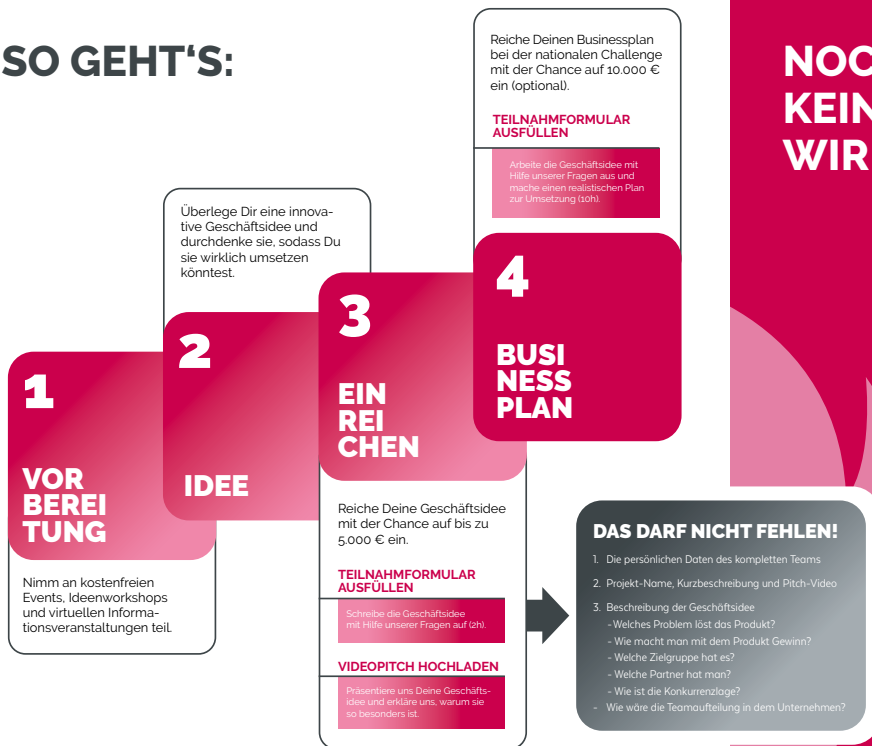 SO GEHT'S:
1
VOR
BEREI
TUNG
Nimm an kostenfreien
Events, Ideenworkshops
und virtuellen Informa-
tionsveranstaltungen teil.
Überlege Dir eine innova-
tive Geschäftsidee und
durchdenke sie, sodass Du
sie wirklich umsetzen
könntest.
2
IDEE
3
EIN
REI
CHEN
Reiche Deine Geschäftsidee
mit der Chance auf bis zu
5.000 € ein.
TEILNAHMFORMULAR
AUSFÜLLEN
Schreibe die Geschäftsidee
mit Hilfe unserer Fragen auf (2h).
VIDEOPITCH HOCHLADEN
Präsentiere uns Deine Geschäfts-
idee und erkläre uns, warum sie
so besonders ist.
Reiche Deinen Businessplan
bei der nationalen Challenge
mit der Chance auf 10.000 €
ein (optional).
TEILNAHMFORMULAR
AUSFÜLLEN
Arbeite die Geschäftsidee mit
Hilfe unserer Fragen aus und
mache einen realistischen Plan
zur Umsetzung (10h).
4
BUSI
NESS
PLAN
DAS DARF NICHT FEHLEN!
1. Die persönlichen Daten des kompletten Teams
2. Projekt-Name, Kurzbeschreibung und Pitch-Video
3. Beschreibung der Geschäftsidee
- Welches Problem löst das Produkt?
- Wie macht man mit dem Produkt Gewinn?
- Welche Zielgruppe hat es?
- Welche Partner hat man?
- Wie ist die Konkurrenzlage?
- Wie wäre die Teamaufteilung in dem Unternehmen?
NOC
KEIN
WIR